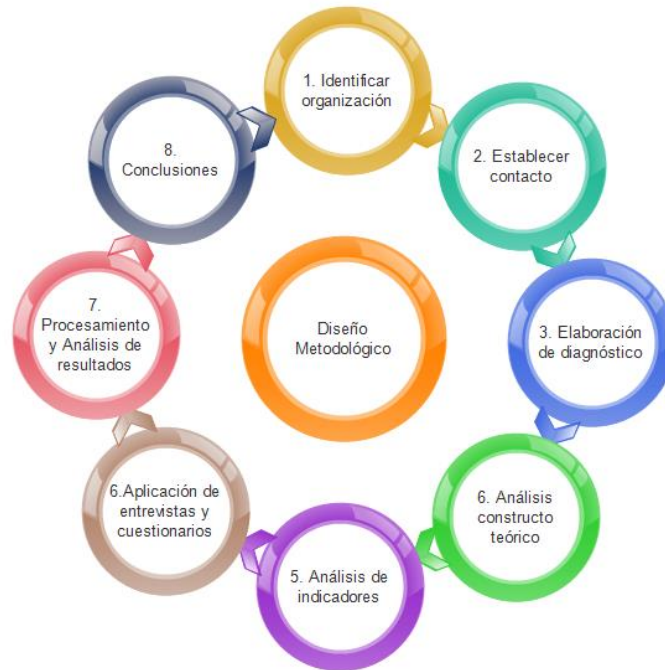 1. Identificar
organización
2. Establecer
contacto
3. Elaboración
de diagnóstico
6. Análisis
constructo
teórico
5. Análisis de
indicadores
6.Aplicación de
entrevistas y
cuestionarios
7.
Procesamiento
y Análisis de
resultados
8.
Conclusiones
Diseño
Metodológico